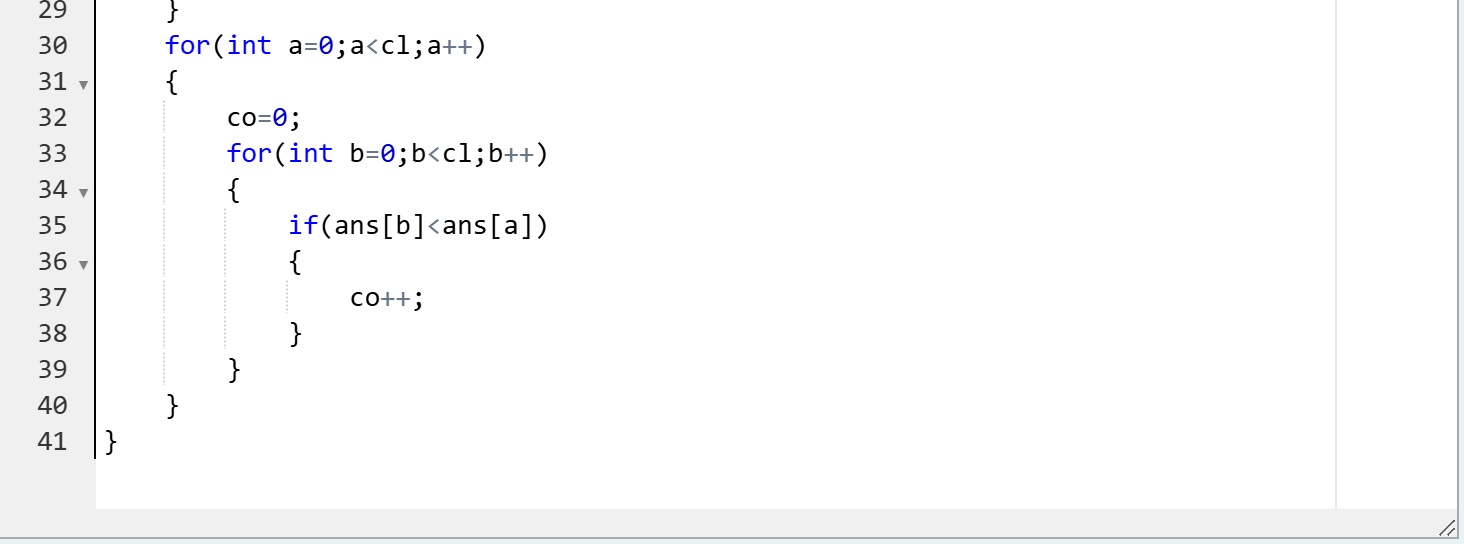 29     }
30     for(int a=0;a<cl;a++)
31     {
32         co=0;
33         for(int b=0;b<cl;b++)
34         {
35             if(ans[b]<ans[a])
36             {
37                 co++;
38             }
39         }
40     }
41 }